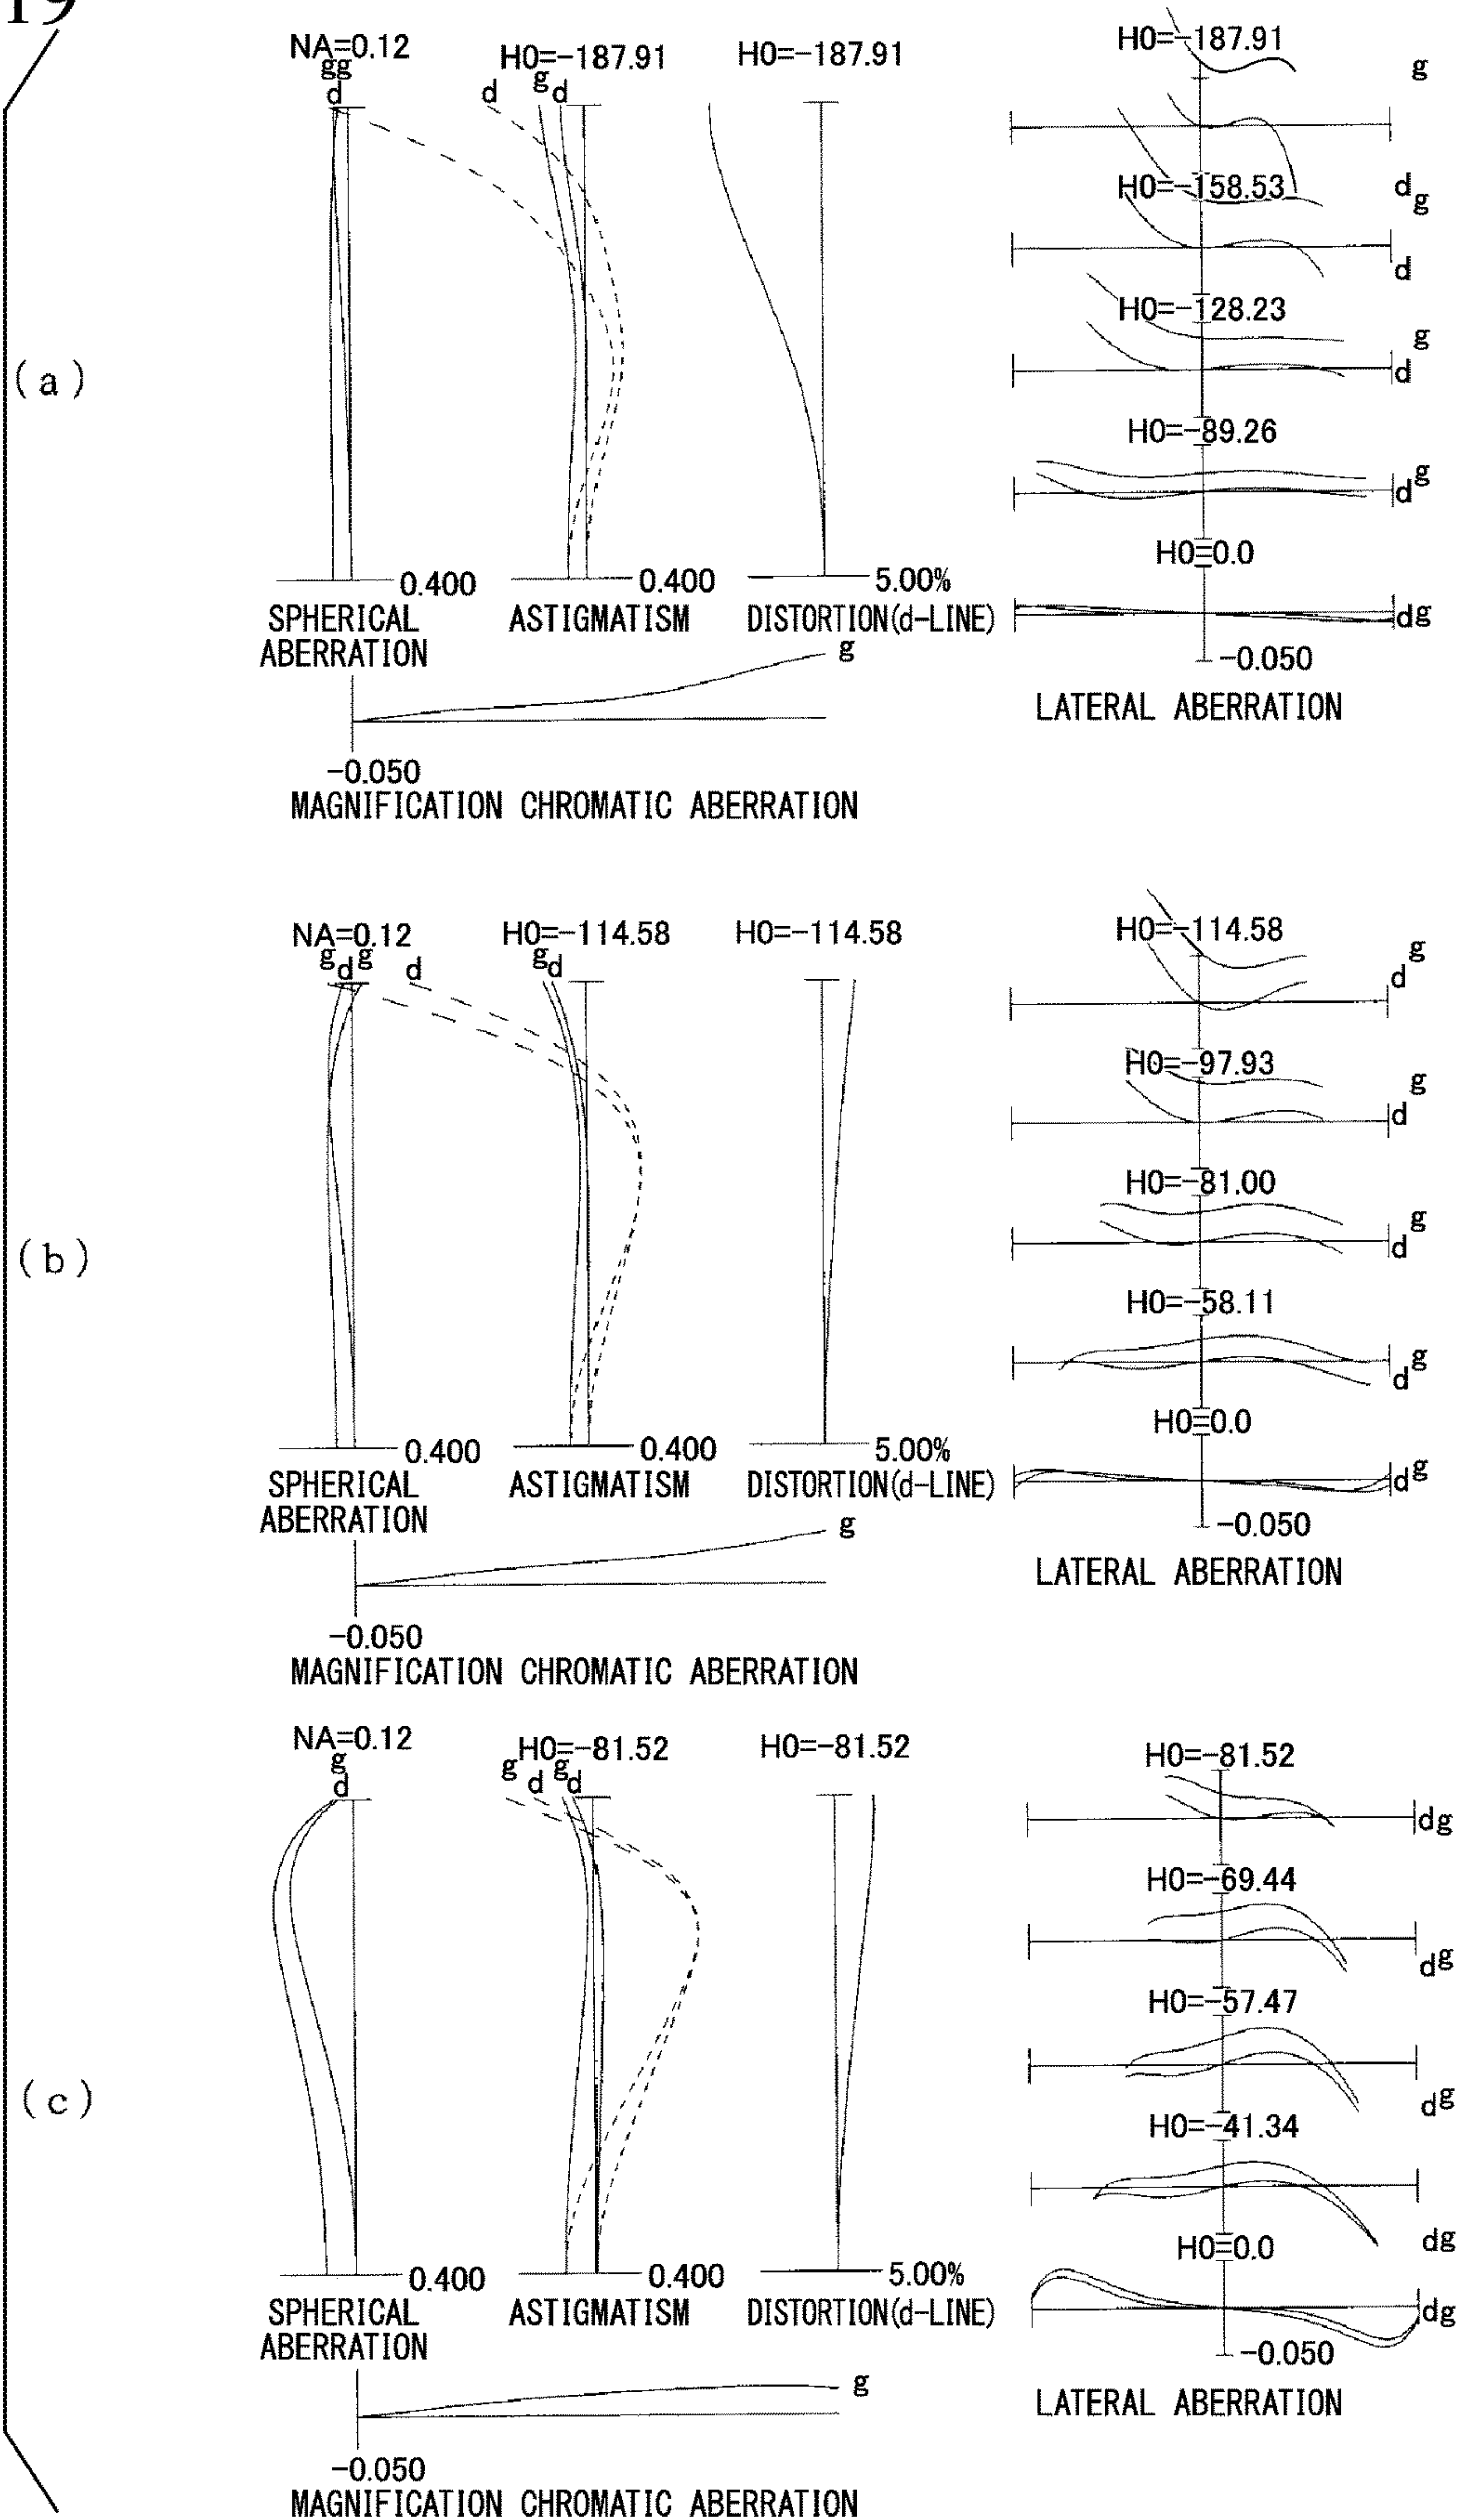 19
(a)
NA=0.12
gg
d
H0=-187.91
d g d
H0=-187.91
0.400
SPHERICAL
ABERRATION
0.400
ASTIGMATISM
5.00%
DISTORTION(d-LINE)
g
-0.050
MAGNIFICATION CHROMATIC ABERRATION
H0=-187.91
g
d
H0=-158.53
g
d
H0=-128.23
g
d
H0=-89.26
g
d
H0=0.0
dg
-0.050
LATERAL ABERRATION
(b)
NA=0.12
g d g
H0=-114.58
d g d
H0=-114.58
0.400
SPHERICAL
ABERRATION
0.400
ASTIGMATISM
5.00%
DISTORTION(d-LINE)
g
-0.050
MAGNIFICATION CHROMATIC ABERRATION
H0=-114.58
g
d
H0=-97.93
g
d
H0=-81.00
g
d
H0=-58.11
g
d
H0=0.0
dg
-0.050
LATERAL ABERRATION
(c)
NA=0.12
g
d
H0=-81.52
g d g d
H0=-81.52
0.400
SPHERICAL
ABERRATION
0.400
ASTIGMATISM
5.00%
DISTORTION(d-LINE)
g
-0.050
MAGNIFICATION CHROMATIC ABERRATION
H0=-81.52
dg
H0=-69.44
dg
H0=-57.47
dg
H0=-41.34
dg
H0=0.0
dg
-0.050
LATERAL ABERRATION